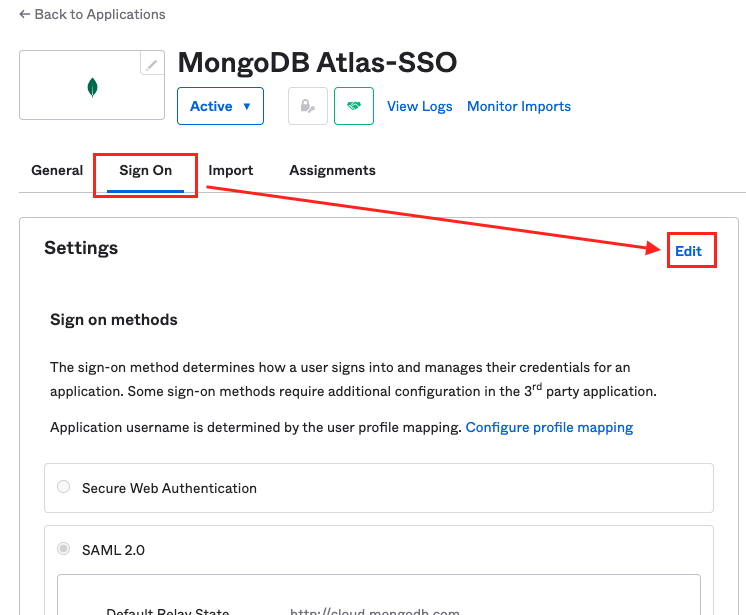 ← Back to Applications
MongoDB Atlas-SSO
Active ▼
View Logs Monitor Imports
General Sign On Import Assignments
Settings
Edit
Sign on methods
The sign-on method determines how a user signs into and manages their credentials for an
application. Some sign-on methods require additional configuration in the 3rd party application.
Application username is determined by the user profile mapping. Configure profile mapping
Secure Web Authentication
SAML 2.0
Default Relay State http://cloud.mongodb.com